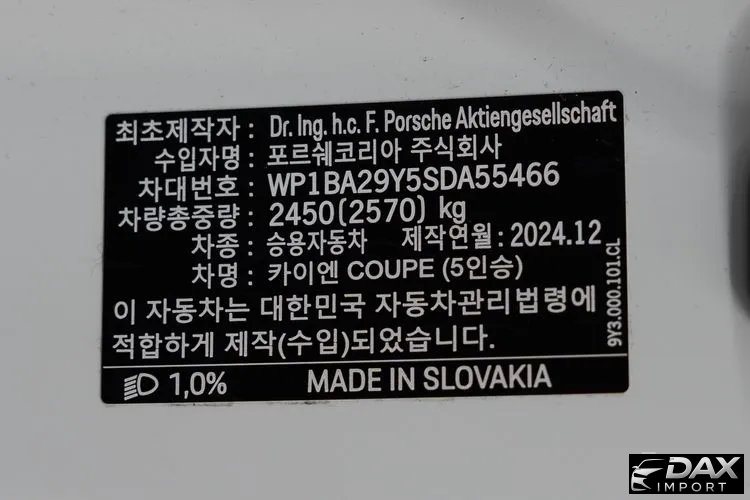 최초제작자 : Dr. Ing. h.c. F. Porsche Aktiengesellschaft
수입자명 : 포르쉐코리아 주식회사
차대번호 : WP1BA29Y5SDA55466
차량총중량 : 2450(2570) kg
차종 : 승용자동차 제작연월 : 2024.12
차명 : 카이엔 COUPE (5인승)
이 자동차는 대한민국 자동차관리법령에
적합하게 제작(수입)되었습니다.
1,0% MADE IN SLOVAKIA
9Y3.000.101.CL
DAX
IMPORT